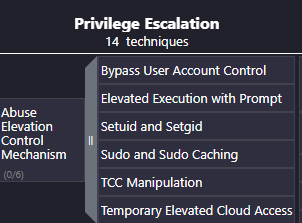 Privilege Escalation
14 techniques
Abuse
Elevation
Control
Mechanism
(0/6)
Bypass User Account Control
Elevated Execution with Prompt
Setuid and Setgid
Sudo and Sudo Caching
TCC Manipulation
Temporary Elevated Cloud Access